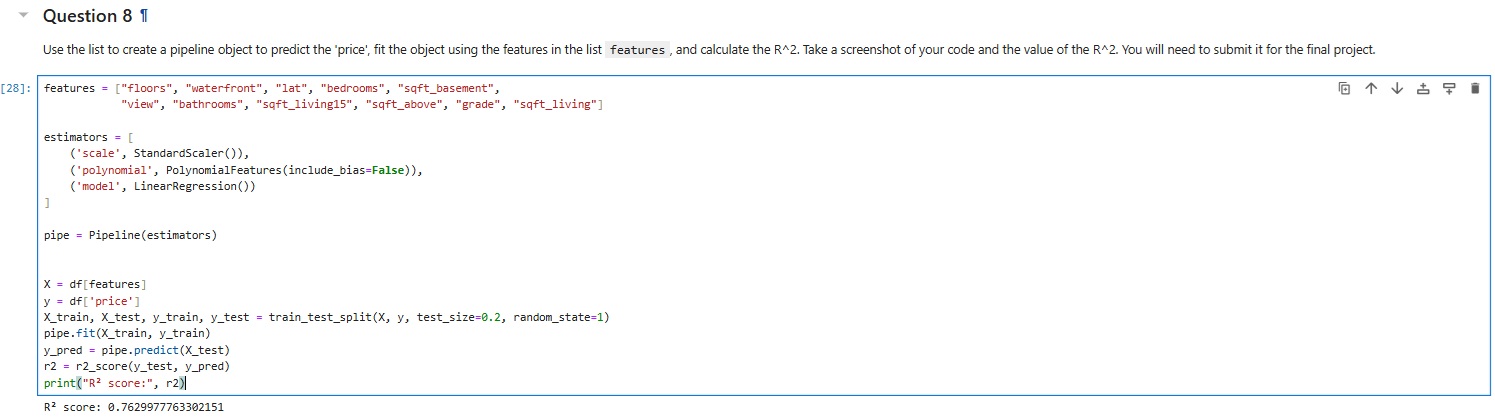 Question 8 ¶
Use the list to create a pipeline object to predict the 'price', fit the object using the features in the list features , and calculate the R^2. Take a screenshot of your code and the value of the R^2. You will need to submit it for the final project.
[28]: features = ["floors", "waterfront", "lat", "bedrooms", "sqft_basement",
"view", "bathrooms", "sqft_living15", "sqft_above", "grade", "sqft_living"]
estimators = [
('scale', StandardScaler()),
('polynomial', PolynomialFeatures(include_bias=False)),
('model', LinearRegression())
]
pipe = Pipeline(estimators)
X = df[features]
y = df['price']
X_train, X_test, y_train, y_test = train_test_split(X, y, test_size=0.2, random_state=1)
pipe.fit(X_train, y_train)
y_pred = pipe.predict(X_test)
r2 = r2_score(y_test, y_pred)
print("R² score:", r2)
R² score: 0.7629977763302151